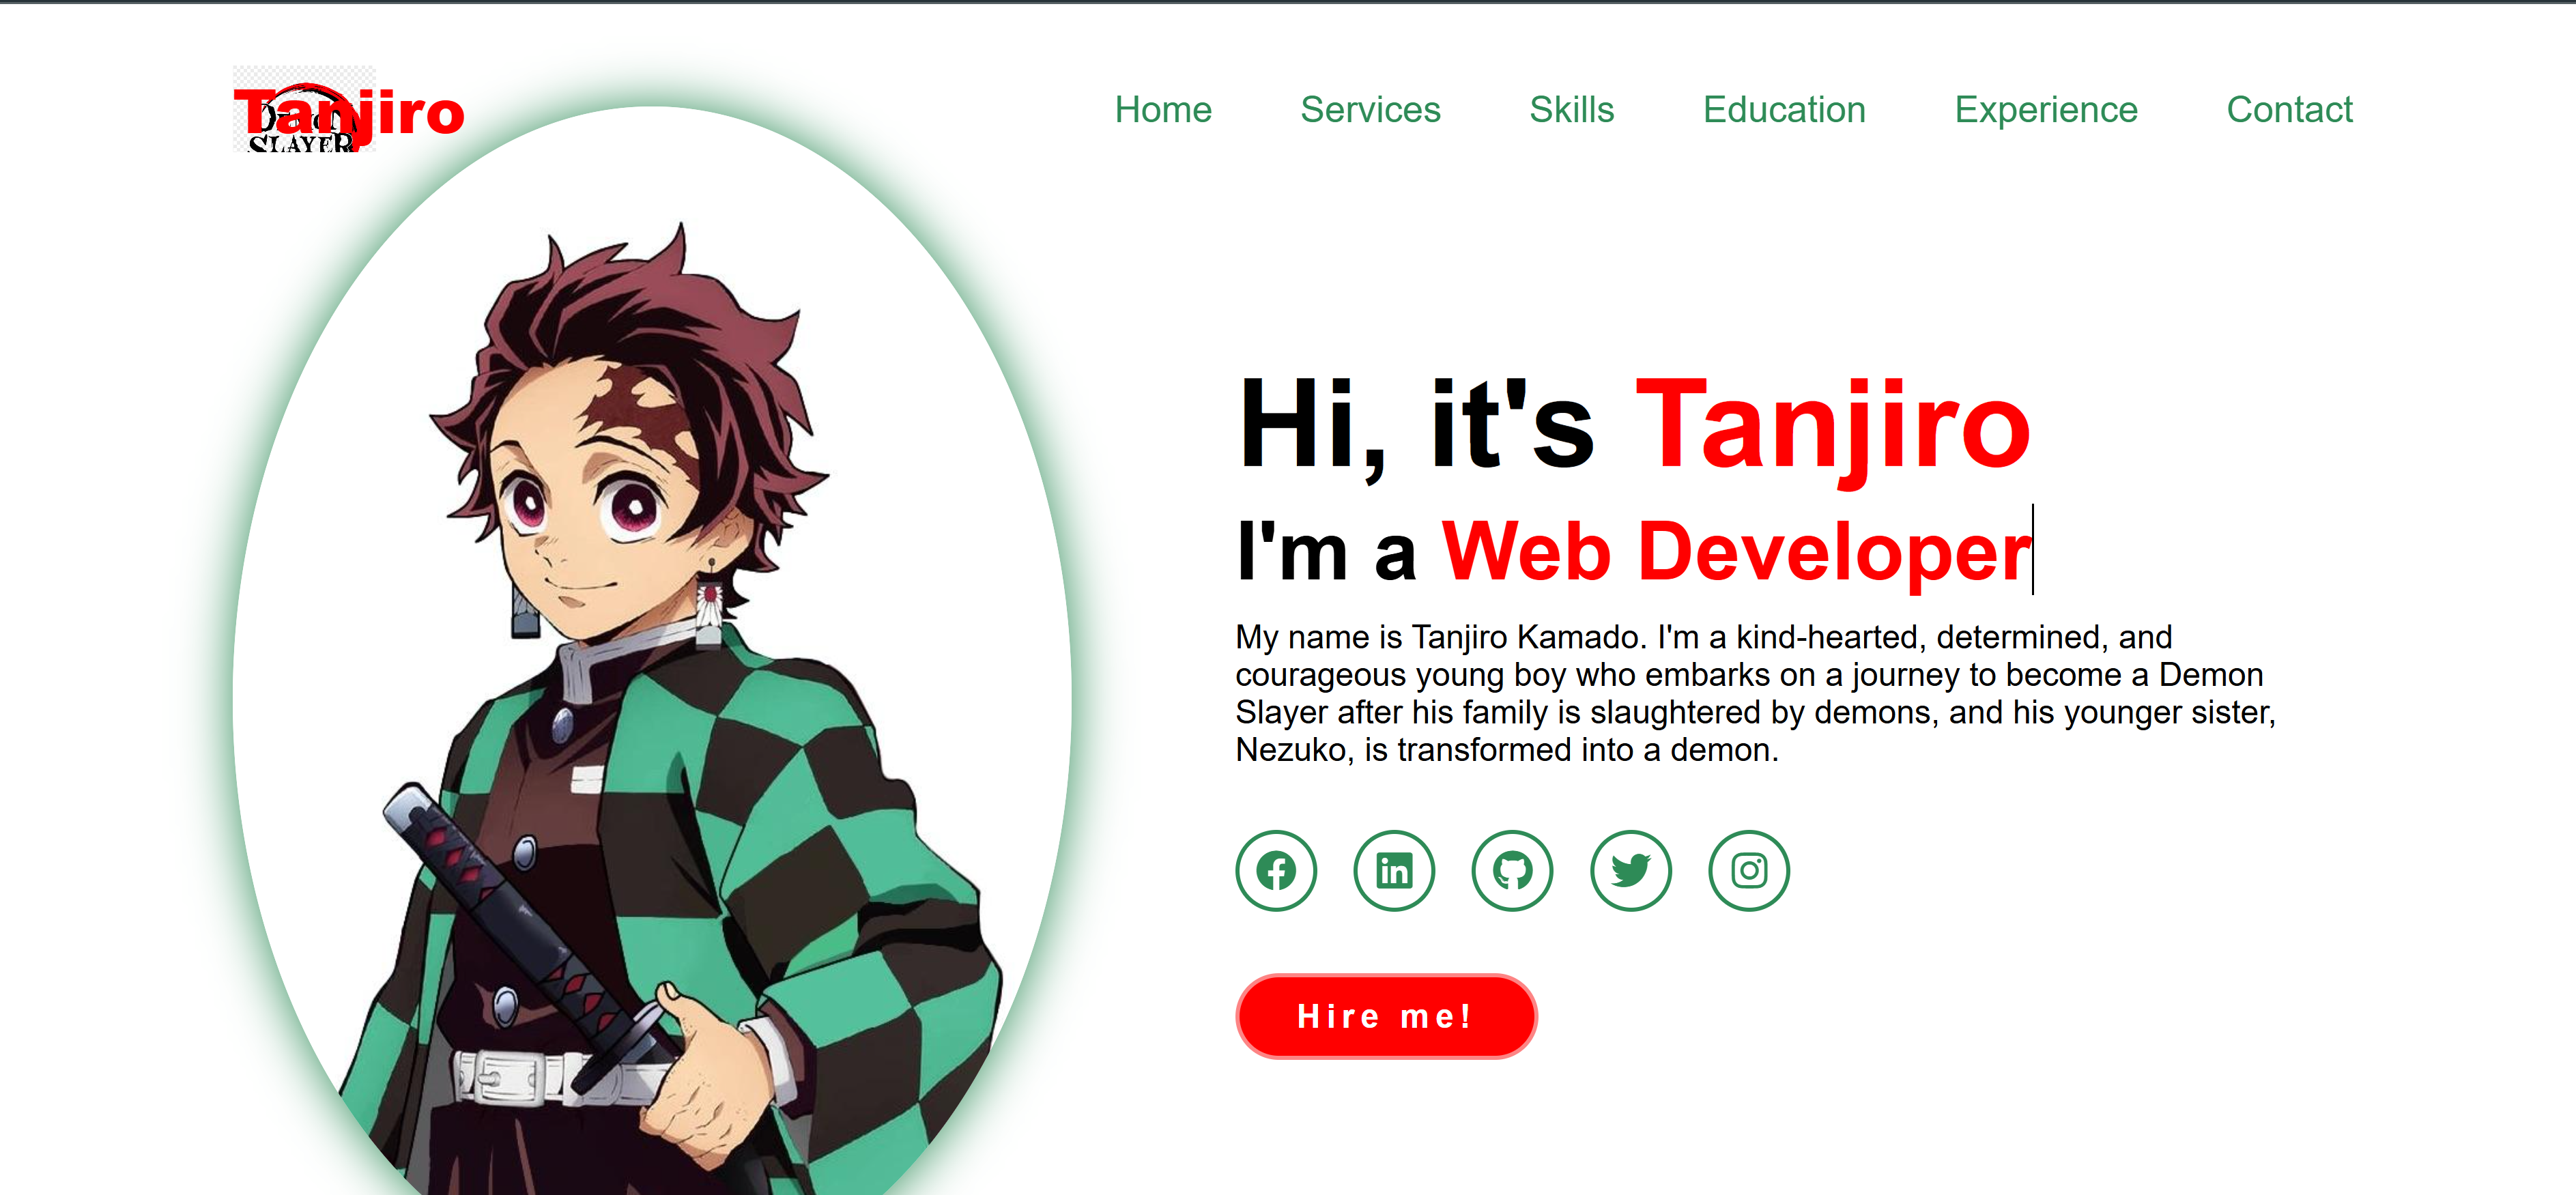 Tanjiro
DEMON
SLAYER
Home Services Skills Education Experience Contact
Hi, it's Tanjiro
I'm a Web Developer
My name is Tanjiro Kamado. I'm a kind-hearted, determined, and
courageous young boy who embarks on a journey to become a Demon
Slayer after his family is slaughtered by demons, and his younger sister,
Nezuko, is transformed into a demon.
in
Hire me!